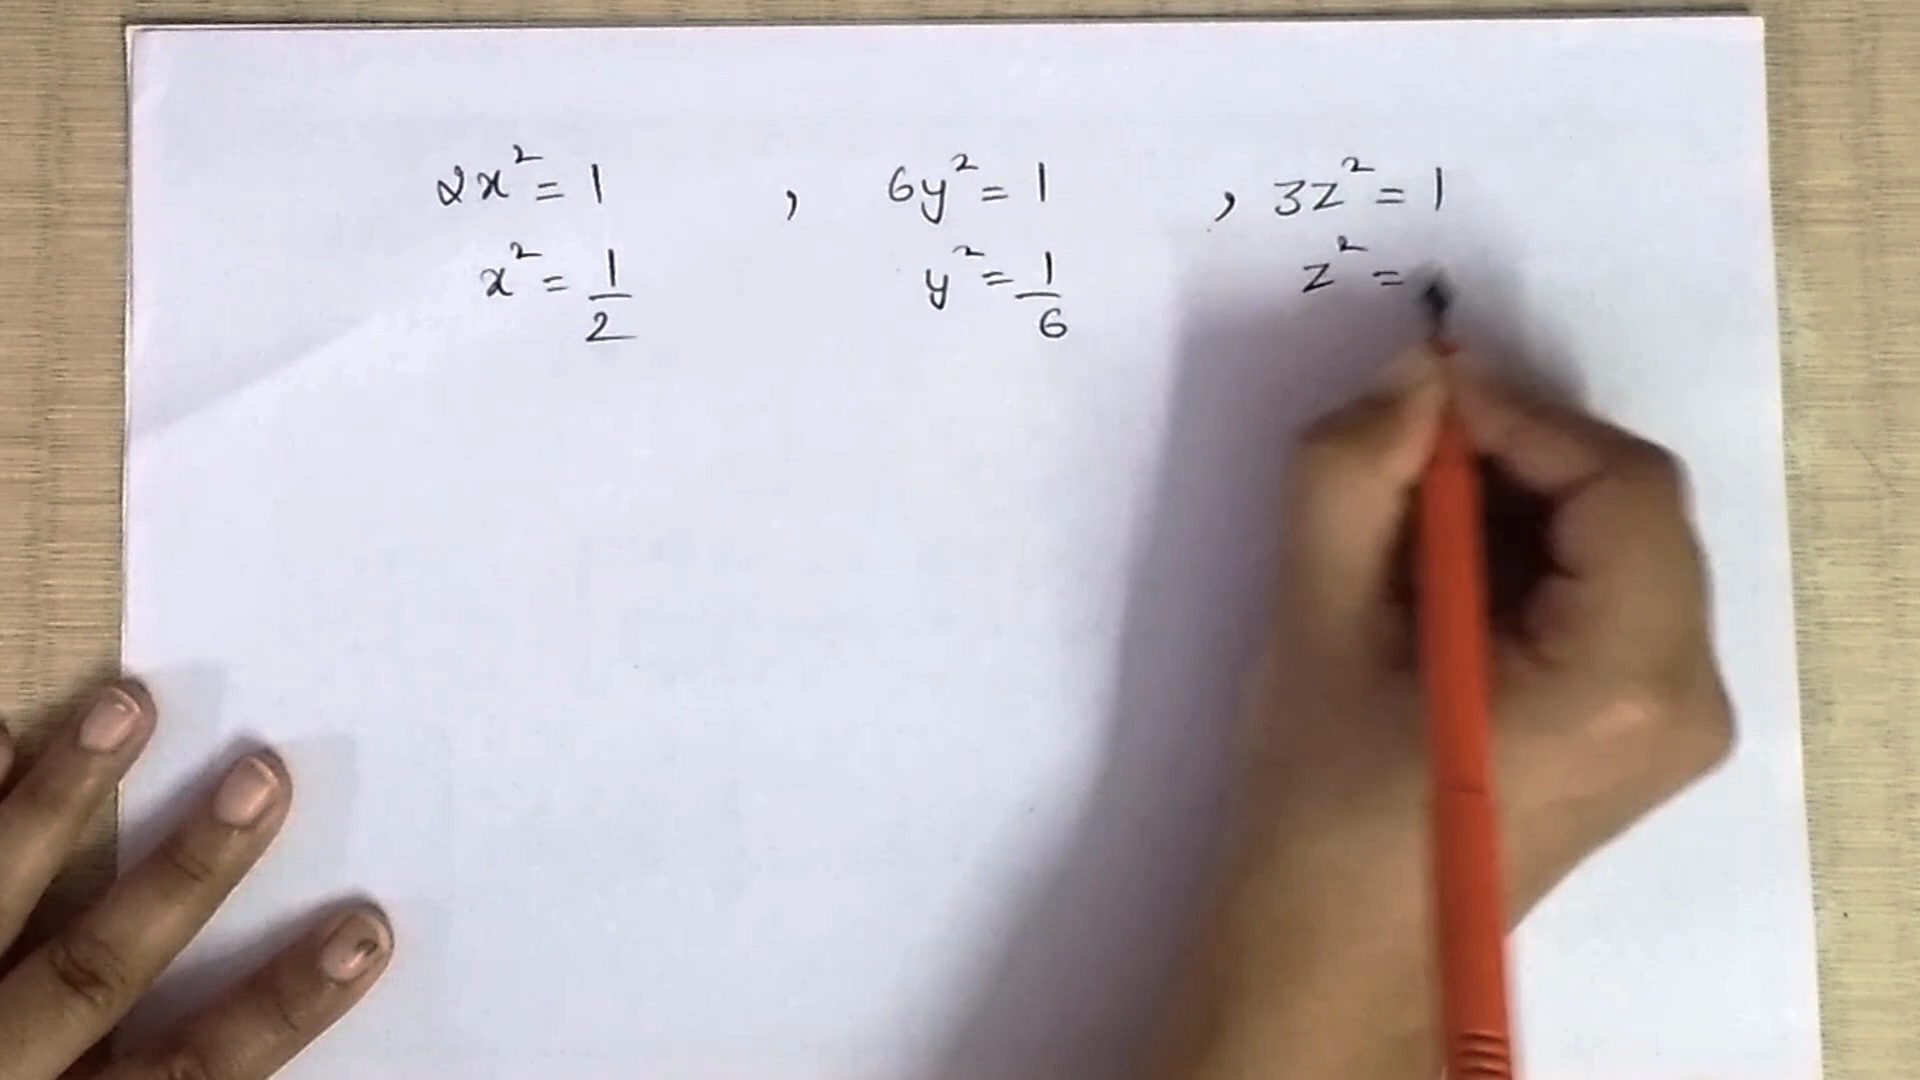 2x² = 1 , 6y² = 1 , 3z² = 1
x² = 1/2 y² = 1/6 z² =